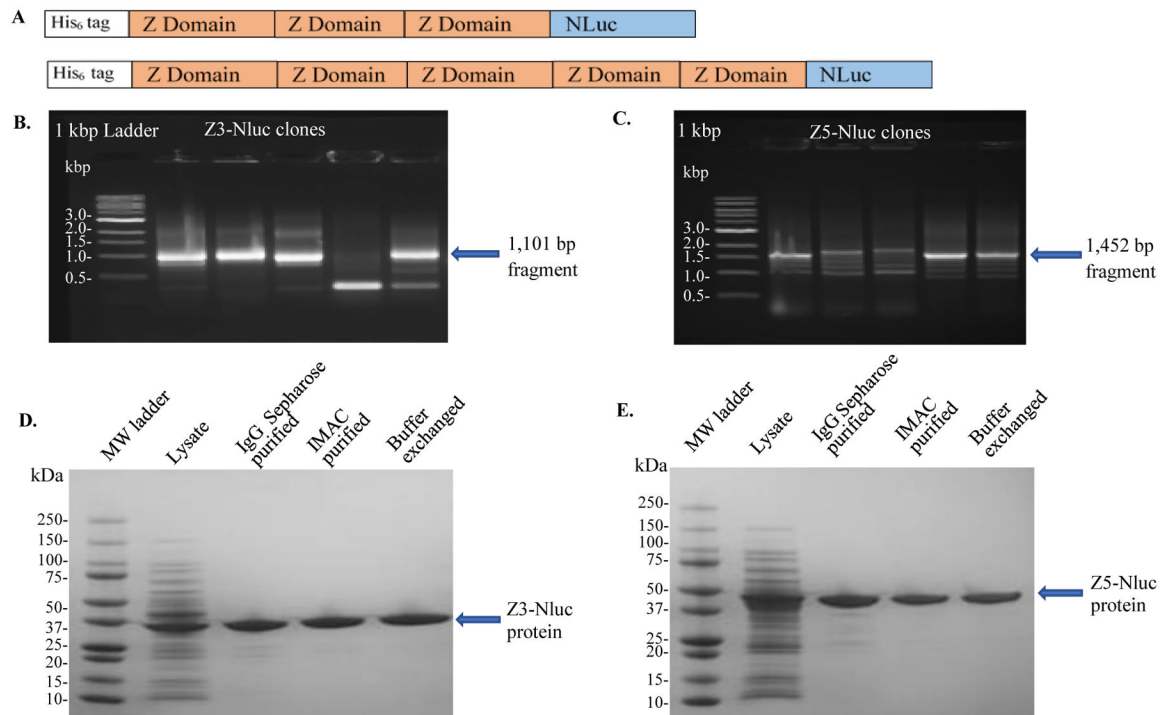 A
His6 tag Z Domain Z Domain Z Domain NLuc
His6 tag Z Domain Z Domain Z Domain Z Domain Z Domain NLuc
B.
1 kbp Ladder Z3-Nluc clones
kbp
3.0-
2.0-
1.5-
1.0-
0.5-
1,101 bp
fragment
C.
1 kbp Z5-Nluc clones
kbp
3.0-
2.0-
1.5-
1.0-
0.5-
1,452 bp
fragment
D.
MW ladder
Lysate
IgG Sepharose
purified
IMAC
purified
Buffer
exchanged
kDa
250-
150-
100-
75-
50-
37-
25-
20-
15-
10-
Z3-Nluc
protein
E.
MW ladder
Lysate
IgG Sepharose
purified
IMAC
purified
Buffer
exchanged
kDa
250-
150-
100-
75-
50-
37-
25-
20-
15-
10-
Z5-Nluc
protein